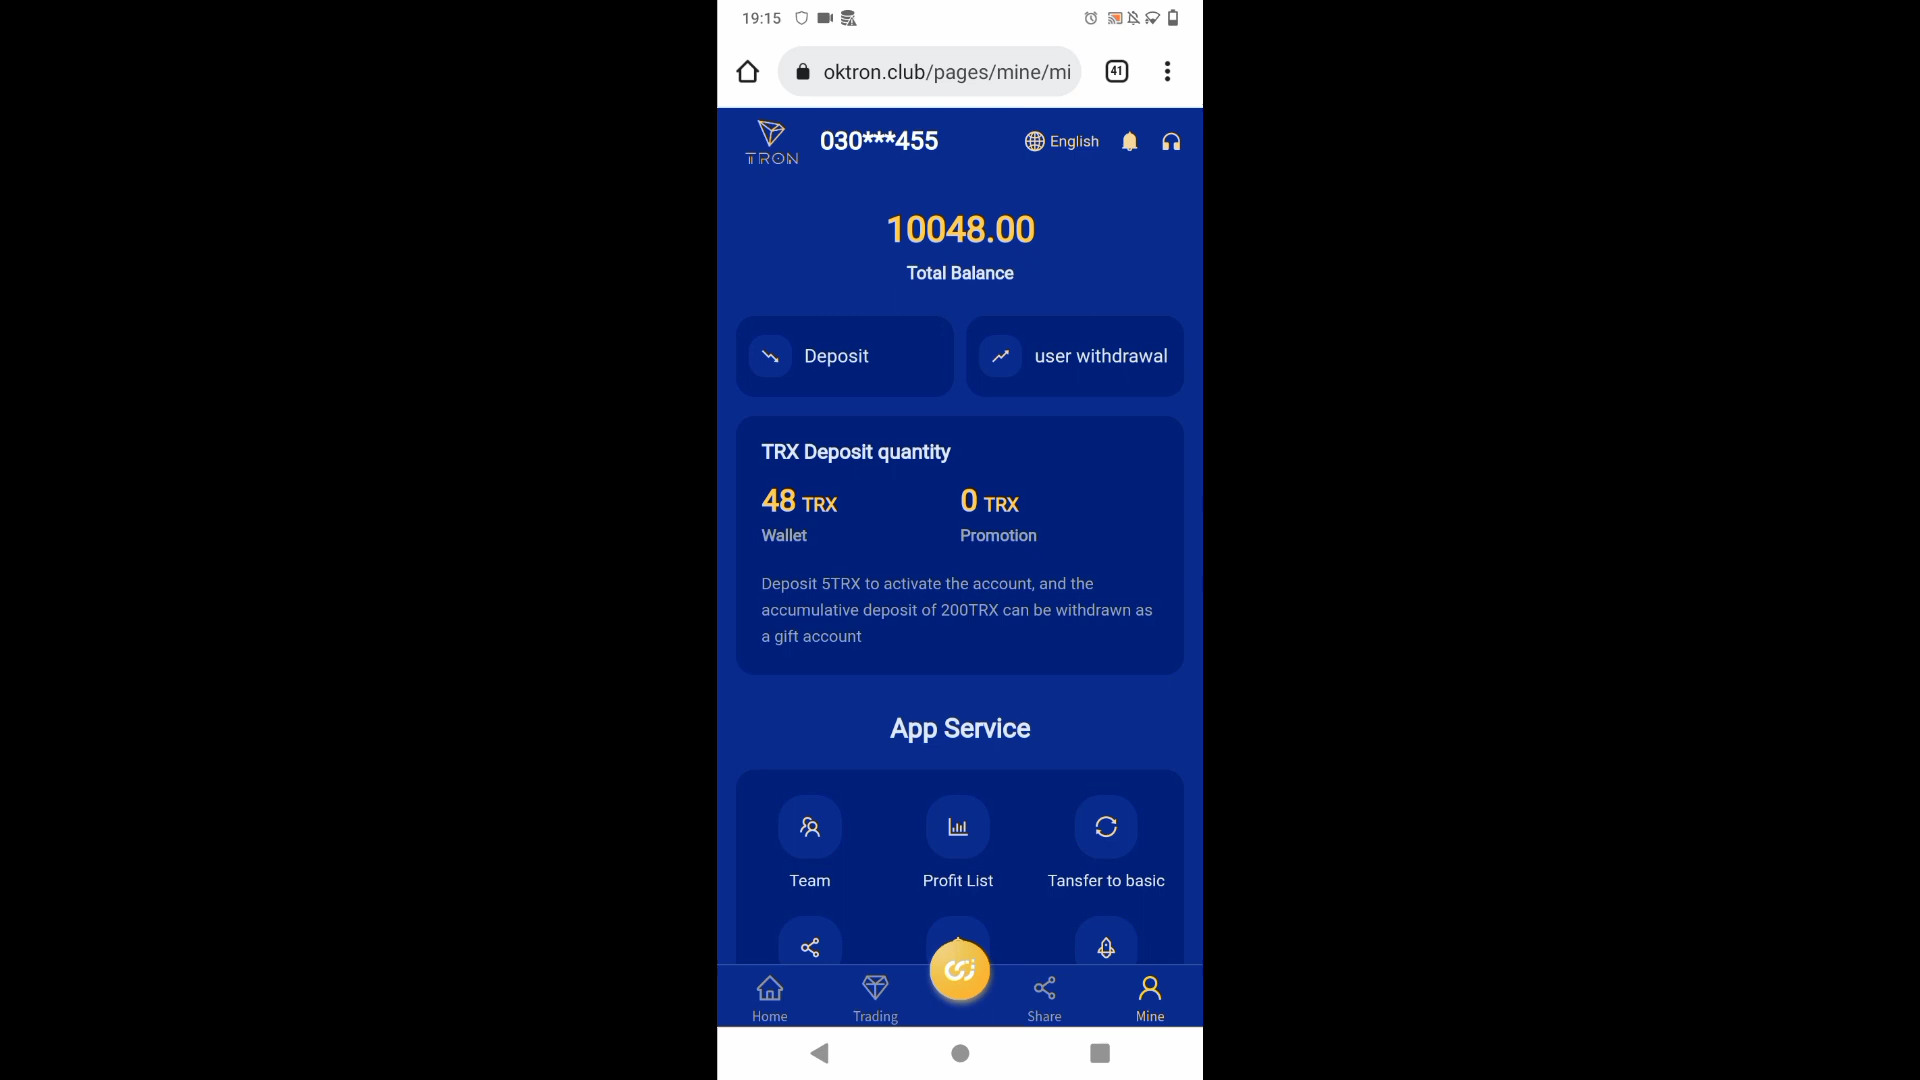 19:15
oktron.club/pages/mine/mi
41
TRON
030***455
English
10048.00
Total Balance
Deposit
user withdrawal
TRX Deposit quantity
48 TRX
0 TRX
Wallet
Promotion
Deposit 5TRX to activate the account, and the
accumulative deposit of 200TRX can be withdrawn as
a gift account
App Service
Team
Profit List
Tansfer to basic
Home
Trading
Share
Mine